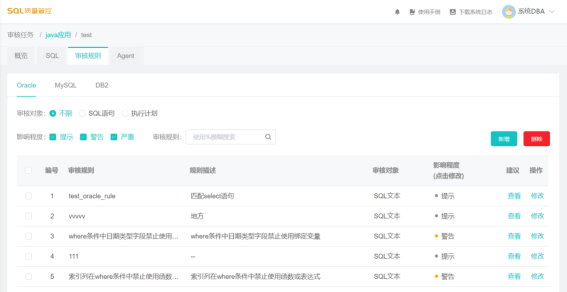 SQL质量管控
使用手册 下载系统日志 系统DBA
审核任务 / java应用 / test
概览 SQL 审核规则 Agent
Oracle MySQL DB2
审核对象: 不限 SQL语句 执行计划
影响程度: 提示 警告 严重 审核规则: 使用%模糊搜索
新增 删除
编号 审核规则 规则描述 审核对象 影响程度 建议 操作
(点击修改)
1 test_oracle_rule 匹配select语句 SQL文本 提示 查看 修改
2 vvvvv 地方 SQL文本 提示 查看 修改
3 where条件中日期类型字段禁止使用... where条件中日期类型字段禁止使用绑定变量 SQL文本 警告 查看 修改
4 111 -- SQL文本 提示 查看 修改
5 索引列在where条件中禁止使用函数... 索引列在where条件中禁止使用函数或表达式 SQL文本 警告 查看 修改